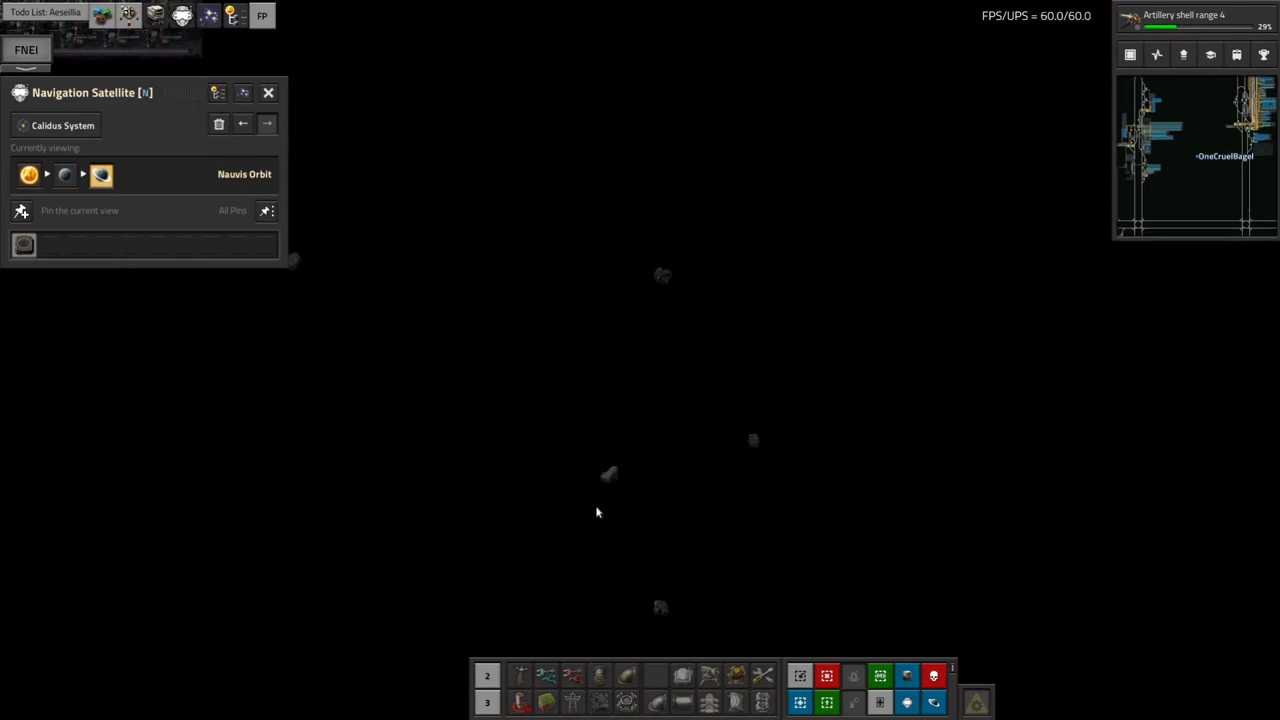 Todo List: Aeseillia
FP
FPS/UPS = 60.0/60.0
Artillery shell range 4
29%
FNEI
Navigation Satellite [N]
Calidus System
Currently viewing:
Nauvis Orbit
Pin the current view
All Pins
OneCruelBagel
2
3